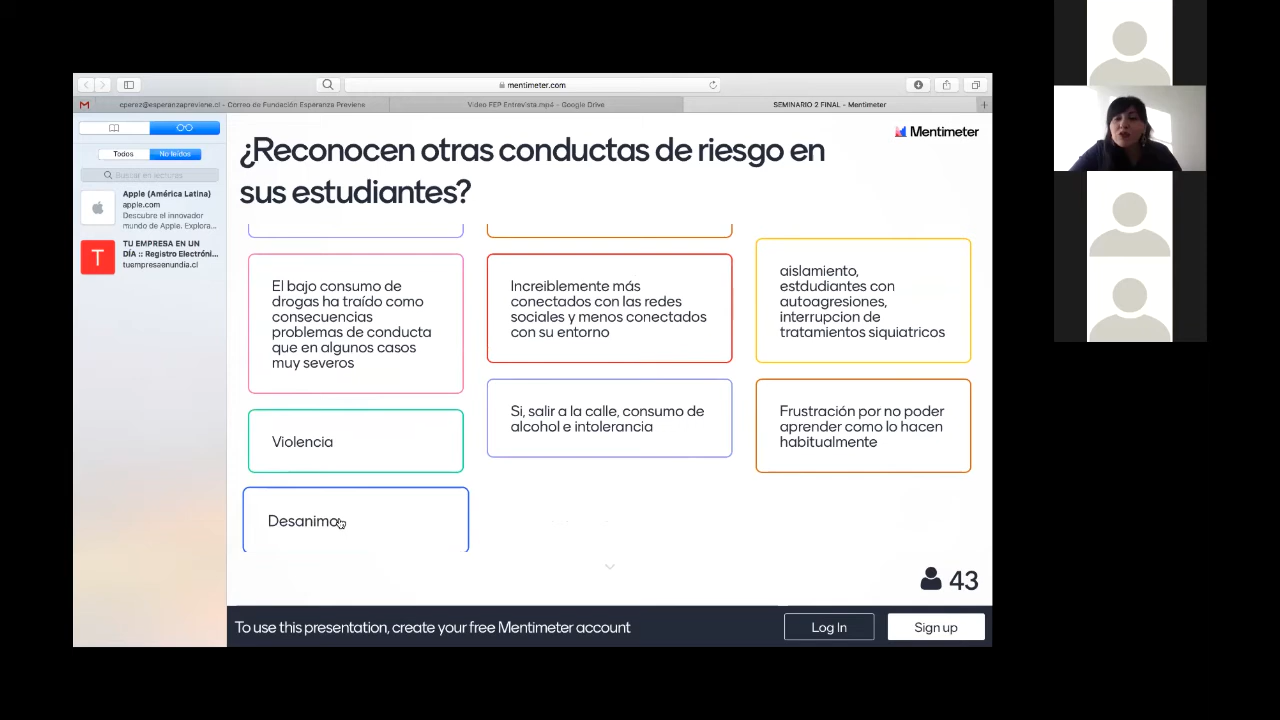 mentimeter.com
operez@esperanzapreviene.cl - Correo de Fundación Esperanza Previene
Video FEP Entrevista.mp4 - Google Drive
SEMINARIO 2 FINAL - Mentimeter
Todos
No leídos
Buscar en lecturas
Apple (América Latina)
apple.com
Descubre el innovador
mundo de Apple. Explora...
T
TU EMPRESA EN UN
DÍA :: Registro Electróni...
tuempresaenundia.cl
Mentimeter
¿Reconocen otras conductas de riesgo en
sus estudiantes?
El bajo consumo de
drogas ha traído como
consecuencias
problemas de conducta
que en algunos casos
muy severos
Increiblemente más
conectados con las redes
sociales y menos conectados
con su entorno
aislamiento,
estdudiantes con
autoagresiones,
interrupcion de
tratamientos siquiatricos
Violencia
Si, salir a la calle, consumo de
alcohol e intolerancia
Frustración por no poder
aprender como lo hacen
habitualmente
Desanimo
43
To use this presentation, create your free Mentimeter account
Log In
Sign up